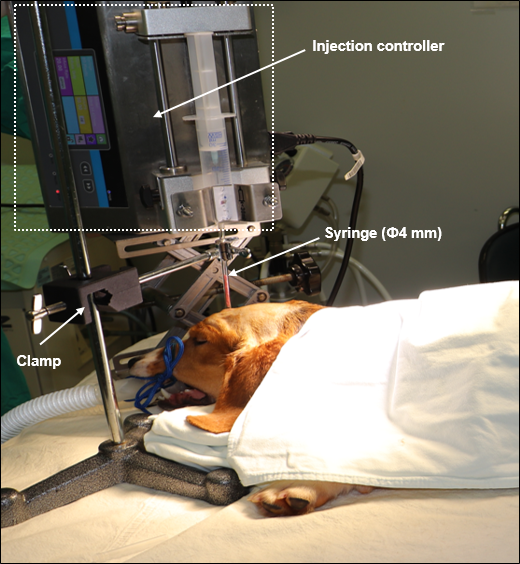 Injection controller
Syringe (Φ4 mm)
Clamp